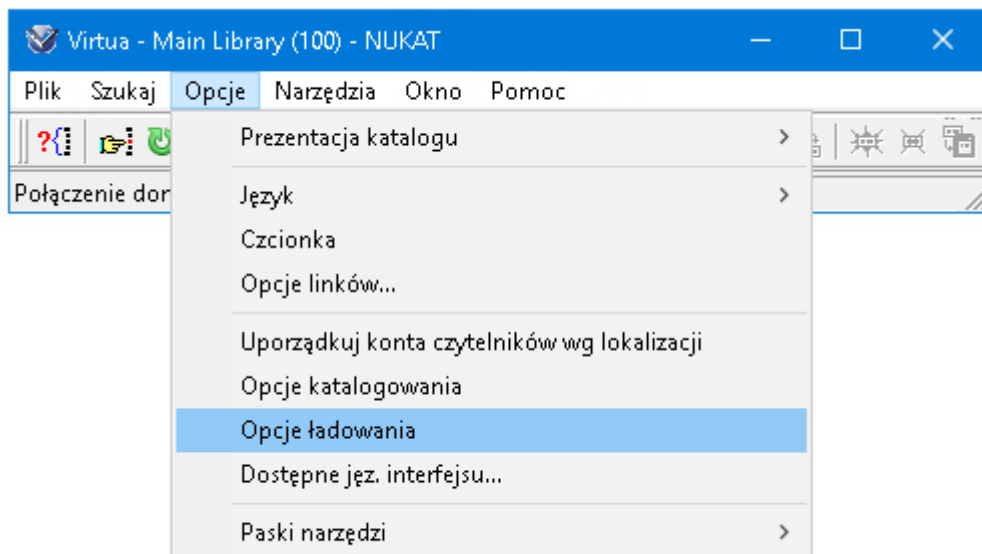 Virtua - Main Library (100) - NUKAT
Plik Szukaj Opcje Narzędzia Okno Pomoc
?{
Prezentacja katalogu
Połączenie dor
Język
Czcionka
Opcje linków...
Uporządkuj konta czytelników wg lokalizacji
Opcje katalogowania
Opcje ładowania
Dostępne jęz. interfejsu...
Paski narzędzi